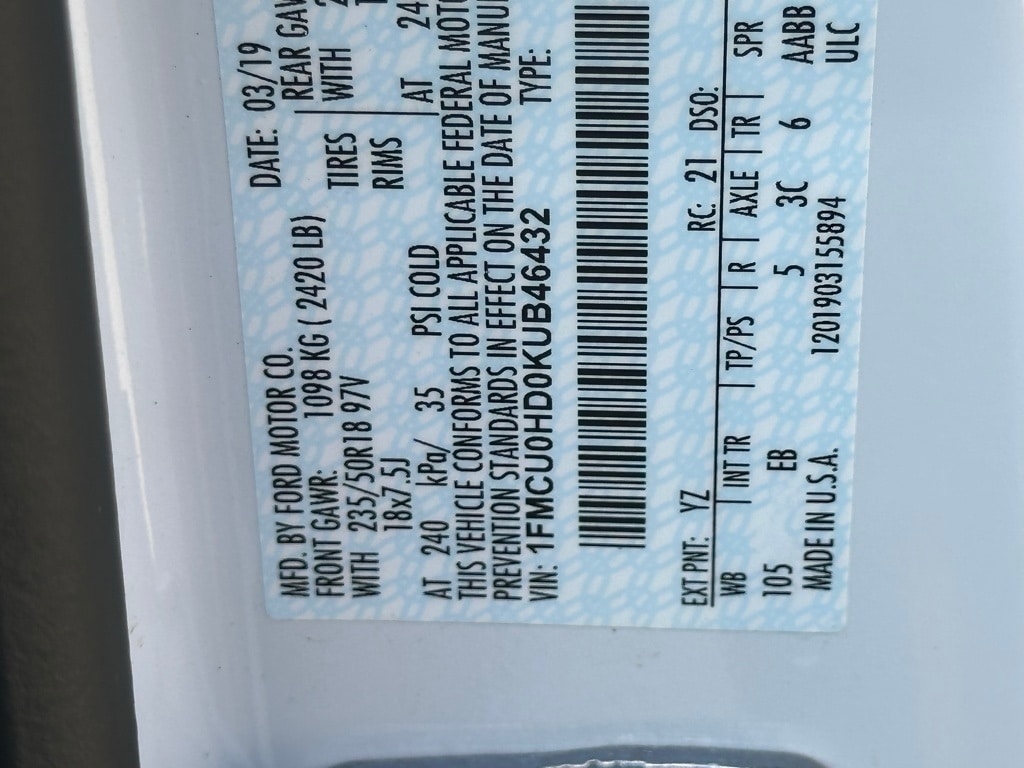 MFD. BY FORD MOTOR CO. DATE: 03/19
FRONT GAWR: 1098 KG ( 2420 LB) REAR
WITH 235/50R18 97V TIRES WITH
18x7.5J RIMS
AT 240 kPa/ 35 PSI COLD AT 24
THIS VEHICLE CONFORMS TO ALL APPLICABLE FEDERAL
PREVENTION STANDARDS IN EFFECT ON THE DATE OF
VIN: 1FMCU0HD0KUB46432 TYPE:
EXT PNT: YZ RC: 21 DSO:
WB | INT TR | TP/PS | R | AXLE | TR | SPR
105 EB 5 3C 6 AABB
MADE IN U.S.A. 1201903155894 ULC